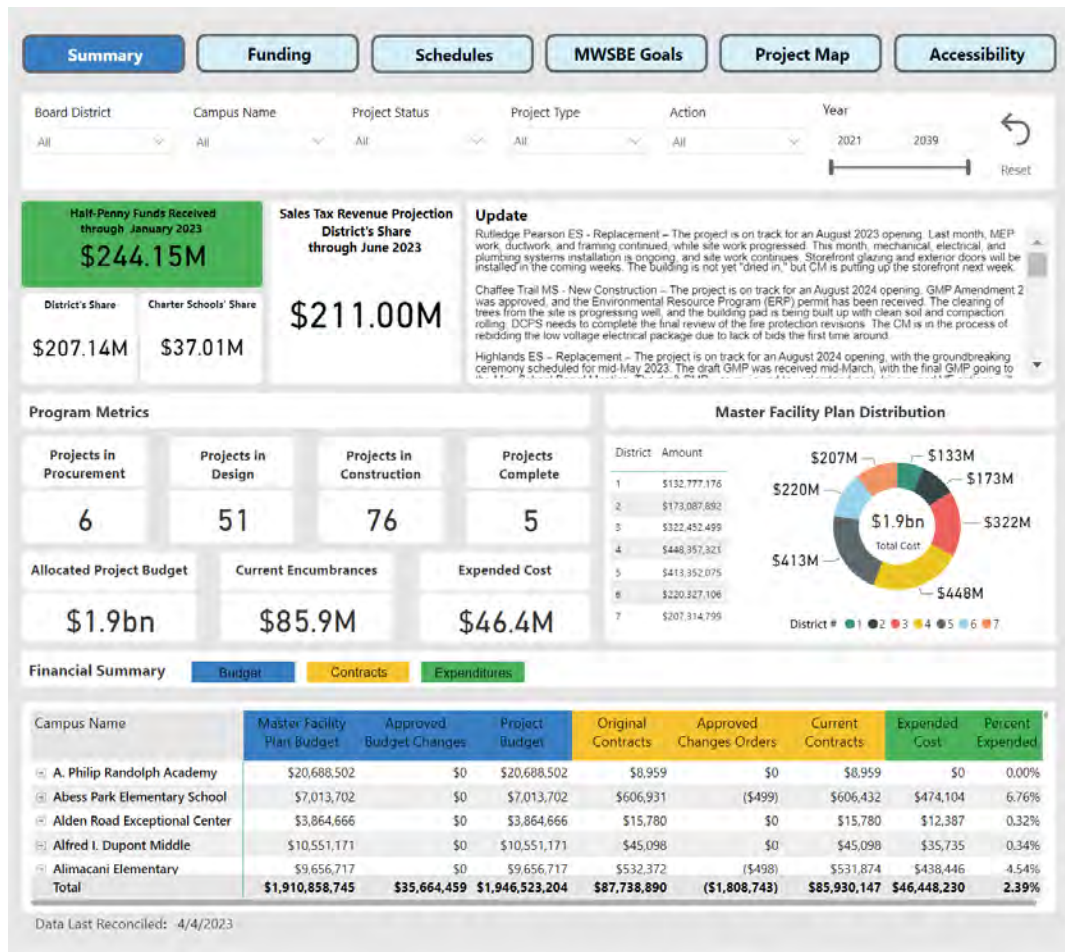 Summary Funding Schedules MWSBE Goals Project Map Accessibility
Board District Campus Name Project Status Project Type Action Year
All All All All All 2021 2039
Reset
Half-Penny Funds Received
through January 2023
$244.15M
District's Share Charter Schools' Share
$207.14M $37.01M
Sales Tax Revenue Projection
District's Share
through June 2023
$211.00M
Update
Rutledge Pearson ES - Replacement – The project is on track for an August 2023 opening. Last month, MEP
work, ductwork, and framing continued, while site work progressed. This month, mechanical, electrical, and
plumbing systems installation is ongoing, and site work continues. Storefront glazing and exterior doors will be
installed in the coming weeks. The building is not yet "dried in," but CM is putting up the storefront next week.
Chaffee Trail MS - New Construction – The project is on track for an August 2024 opening. GMP Amendment 2
was approved, and the Environmental Resource Program (ERP) permit has been received. The clearing of
trees from the site is progressing well, and the building pad is being built up with clean soil and compaction
rolling. DCPS needs to complete the final review of the fire protection revisions. The CM is in the process of
rebidding the low voltage electrical package due to lack of bids the first time around.
Highlands ES – Replacement – The project is on track for an August 2024 opening, with the groundbreaking
ceremony scheduled for mid-May 2023. The draft GMP was received mid-March, with the final GMP going to
Program Metrics
Projects in Procurement Projects in Design Projects in Construction Projects Complete
6 51 76 5
Allocated Project Budget Current Encumbrances Expended Cost
$1.9bn $85.9M $46.4M
Master Facility Plan Distribution
District Amount
1 $132,777,176
2 $173,087,892
3 $322,452,499
4 $448,357,321
5 $413,352,075
6 $220,327,106
7 $207,314,799
$207M $133M
$220M $173M
$1.9bn $322M
Total Cost
$413M
$448M
District # 1 2 3 4 5 6 7
Financial Summary Budget Contracts Expenditures
Campus Name Master Facility Plan Budget Approved Budget Changes Project Budget Original Contracts Approved Changes Orders Current Contracts Expended Cost Percent Expended
A. Philip Randolph Academy $20,688,502 $0 $20,688,502 $8,959 $0 $8,959 $0 0.00%
Abess Park Elementary School $7,013,702 $0 $7,013,702 $606,931 ($499) $606,432 $474,104 6.76%
Alden Road Exceptional Center $3,864,666 $0 $3,864,666 $15,780 $0 $15,780 $12,387 0.32%
Alfred I. Dupont Middle $10,551,171 $0 $10,551,171 $45,098 $0 $45,098 $35,735 0.34%
Alimacani Elementary $9,656,717 $0 $9,656,717 $532,372 ($498) $531,874 $438,446 4.54%
Total $1,910,858,745 $35,664,459 $1,946,523,204 $87,738,890 ($1,808,743) $85,930,147 $46,448,230 2.39%
Data Last Reconciled: 4/4/2023